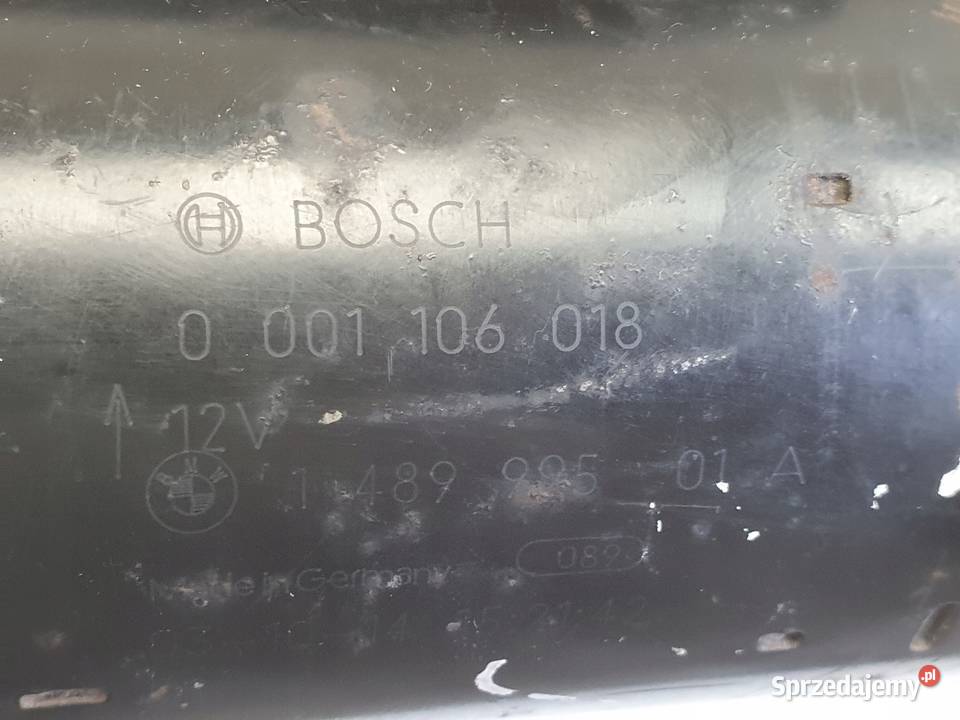 BOSCH
0 001 106 018
12V
1 489 995 01 A
089
Made in Germany
Sprzedajemy.pl